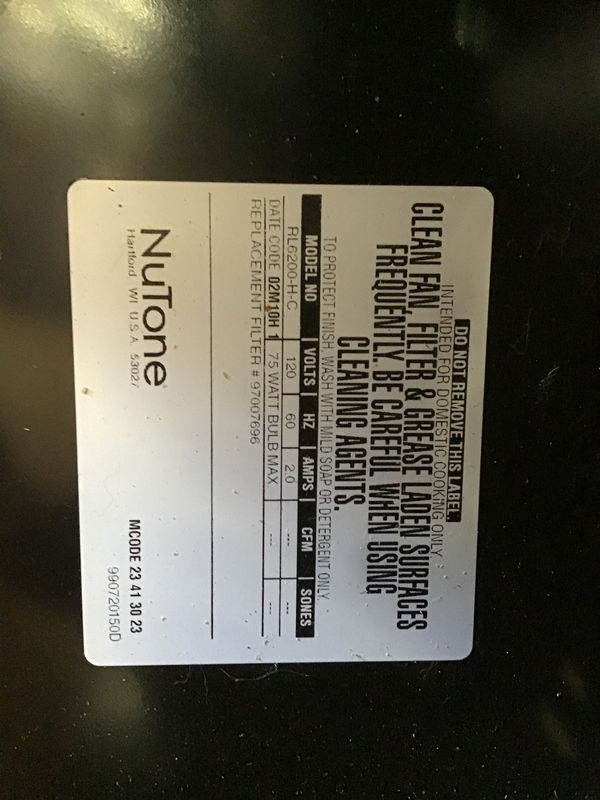 DO NOT REMOVE THIS LABEL.
INTENDED FOR DOMESTIC COOKING ONLY
CLEAN FAN, FILTER & GREASE LADEN SURFACES
FREQUENTLY. BE CAREFUL WHEN USING
CLEANING AGENTS.
TO PROTECT FINISH, WASH WITH MILD SOAP OR DETERGENT ONLY.
MODEL NO | VOLTS | HZ | AMPS | CFM | SONES
RL6200-H-C 120 60 2.0 --- ---
DATE CODE 02M10H 1 75 WATT BULB MAX. --- ---
REPLACEMENT FILTER # 97007696
NuTone
Hartford WI U.S.A. 53027
MCODE 23 41 30 23
990720150D